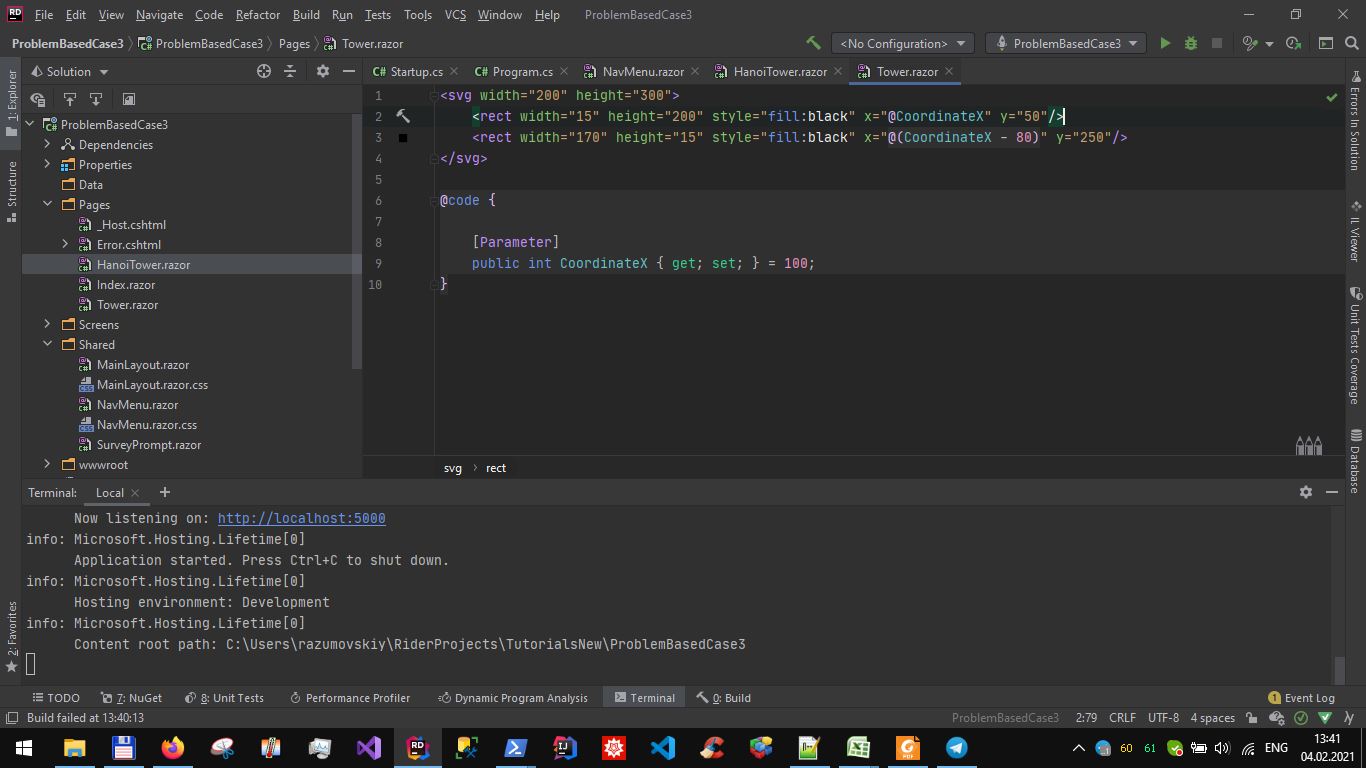 File Edit View Navigate Code Refactor Build Run Tests Tools VCS Window Help ProblemBasedCase3
ProblemBasedCase3 ProblemBasedCase3 Pages Tower.razor <No Configuration> ProblemBasedCase3
Solution
Startup.cs Program.cs NavMenu.razor HanoiTower.razor Tower.razor
1: Explorer
Structure
2: Favorites
ProblemBasedCase3
Dependencies
Properties
Data
Pages
_Host.cshtml
Error.cshtml
HanoiTower.razor
Index.razor
Tower.razor
Screens
Shared
MainLayout.razor
MainLayout.razor.css
NavMenu.razor
NavMenu.razor.css
SurveyPrompt.razor
wwwroot
1 <svg width="200" height="300">
2 <rect width="15" height="200" style="fill:black" x="@CoordinateX" y="50"/>
3 <rect width="170" height="15" style="fill:black" x="@(CoordinateX - 80)" y="250"/>
4 </svg>
5
6 @code {
7
8 [Parameter]
9 public int CoordinateX { get; set; } = 100;
10 }
svg rect
Errors In Solution
IL Viewer
Unit Tests Coverage
Database
Terminal: Local
Now listening on: http://localhost:5000
info: Microsoft.Hosting.Lifetime[0]
Application started. Press Ctrl+C to shut down.
info: Microsoft.Hosting.Lifetime[0]
Hosting environment: Development
info: Microsoft.Hosting.Lifetime[0]
Content root path: C:\Users\razumovskiy\RiderProjects\TutorialsNew\ProblemBasedCase3
TODO 7: NuGet 8: Unit Tests Performance Profiler Dynamic Program Analysis Terminal 0: Build 1 Event Log
Build failed at 13:40:13 ProblemBasedCase3 2:79 CRLF UTF-8 4 spaces
60 61 ENG 13:41
04.02.2021